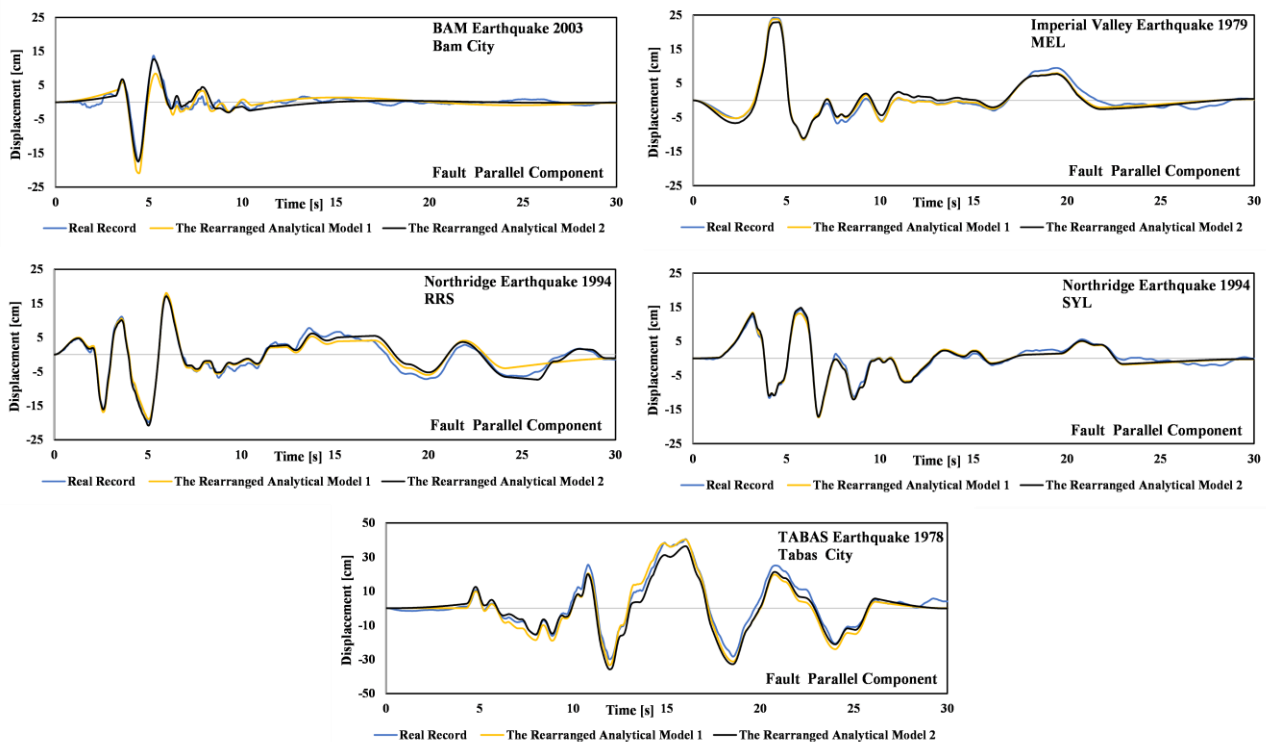 BAM Earthquake 2003
Bam City
Displacement [cm]
25
15
5
-5
-15
-25
0 5 10 15 20 25 30
Time [s]
Fault Parallel Component
Real Record The Rearranged Analytical Model 1 The Rearranged Analytical Model 2
Imperial Valley Earthquake 1979
MEL
Displacement [cm]
25
15
5
-5
-15
-25
0 5 10 15 20 25 30
Time [s]
Fault Parallel Component
Real Record The Rearranged Analytical Model 1 The Rearranged Analytical Model 2
Northridge Earthquake 1994
RRS
Displacement [cm]
25
15
5
-5
-15
-25
0 5 10 15 20 25 30
Time [s]
Fault Parallel Component
Real Record The Rearranged Analytical Model 1 The Rearranged Analytical Model 2
Northridge Earthquake 1994
SYL
Displacement [cm]
25
15
5
-5
-15
-25
0 5 10 15 20 25 30
Time [s]
Fault Parallel Component
Real Record The Rearranged Analytical Model 1 The Rearranged Analytical Model 2
TABAS Earthquake 1978
Tabas City
Displacement [cm]
50
30
10
-10
-30
-50
0 5 10 15 20 25 30
Time [s]
Fault Parallel Component
Real Record The Rearranged Analytical Model 1 The Rearranged Analytical Model 2